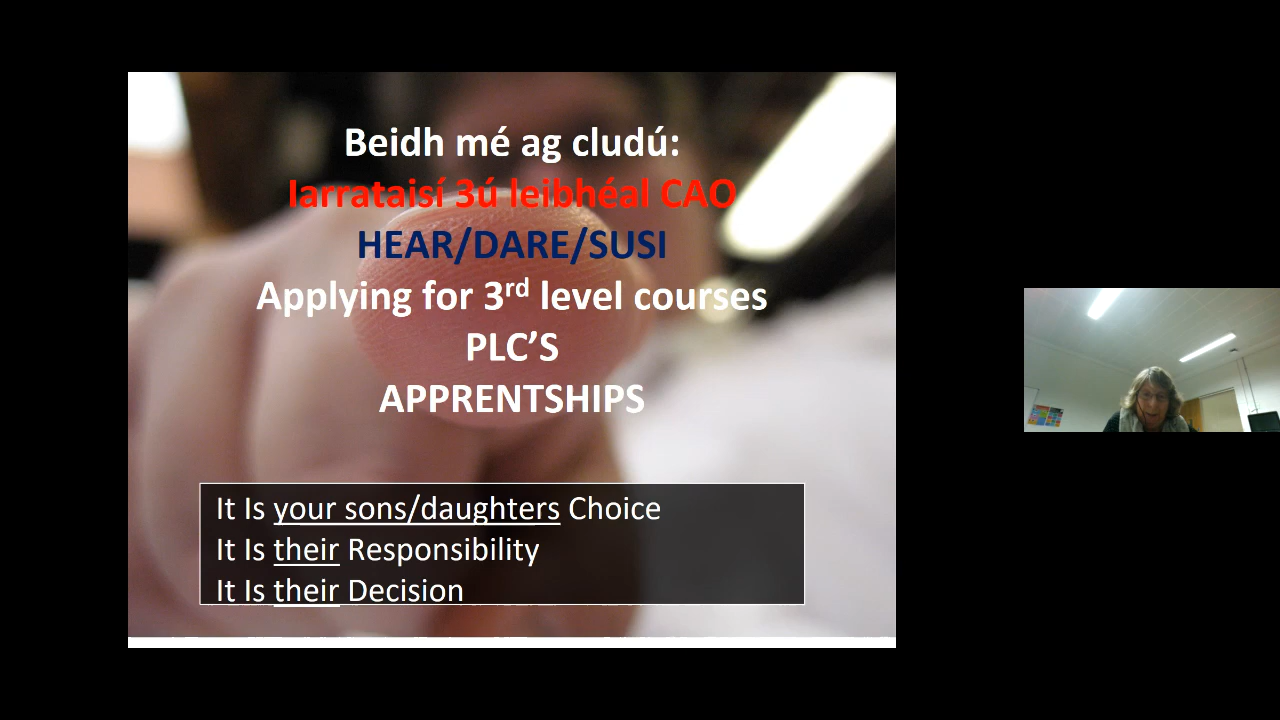 Beidh mé ag cludú:
Iarrataisí 3ú leibhéal CAO
HEAR/DARE/SUSI
Applying for 3rd level courses
PLC’S
APPRENTSHIPS
It Is your sons/daughters Choice
It Is their Responsibility
It Is their Decision